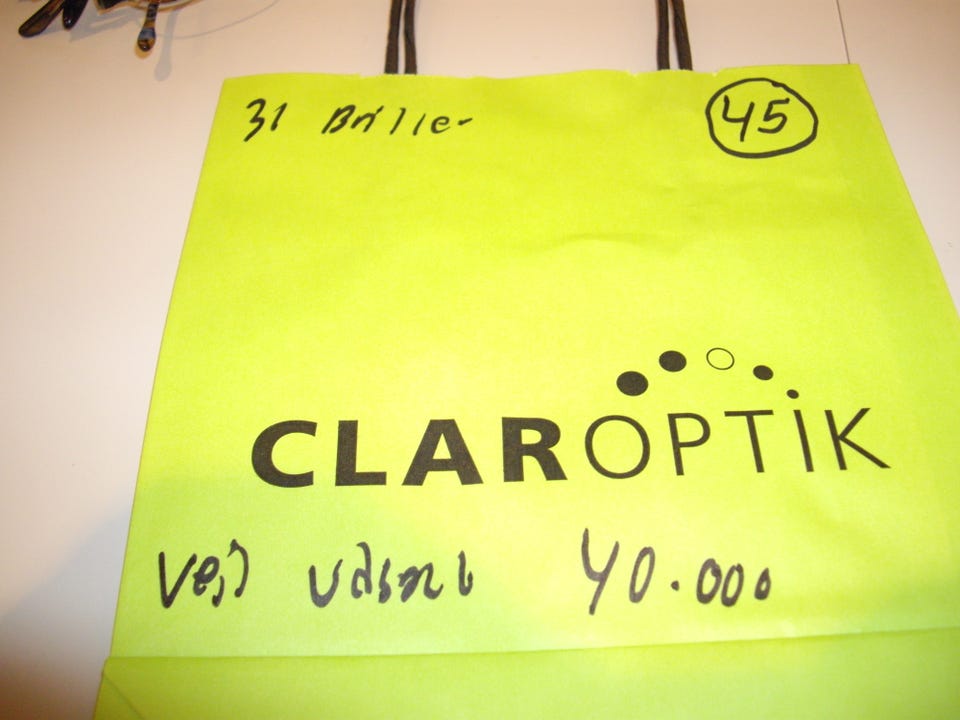 31 Briller 45
CLAROPTIK
Vejl udsalg 40.000